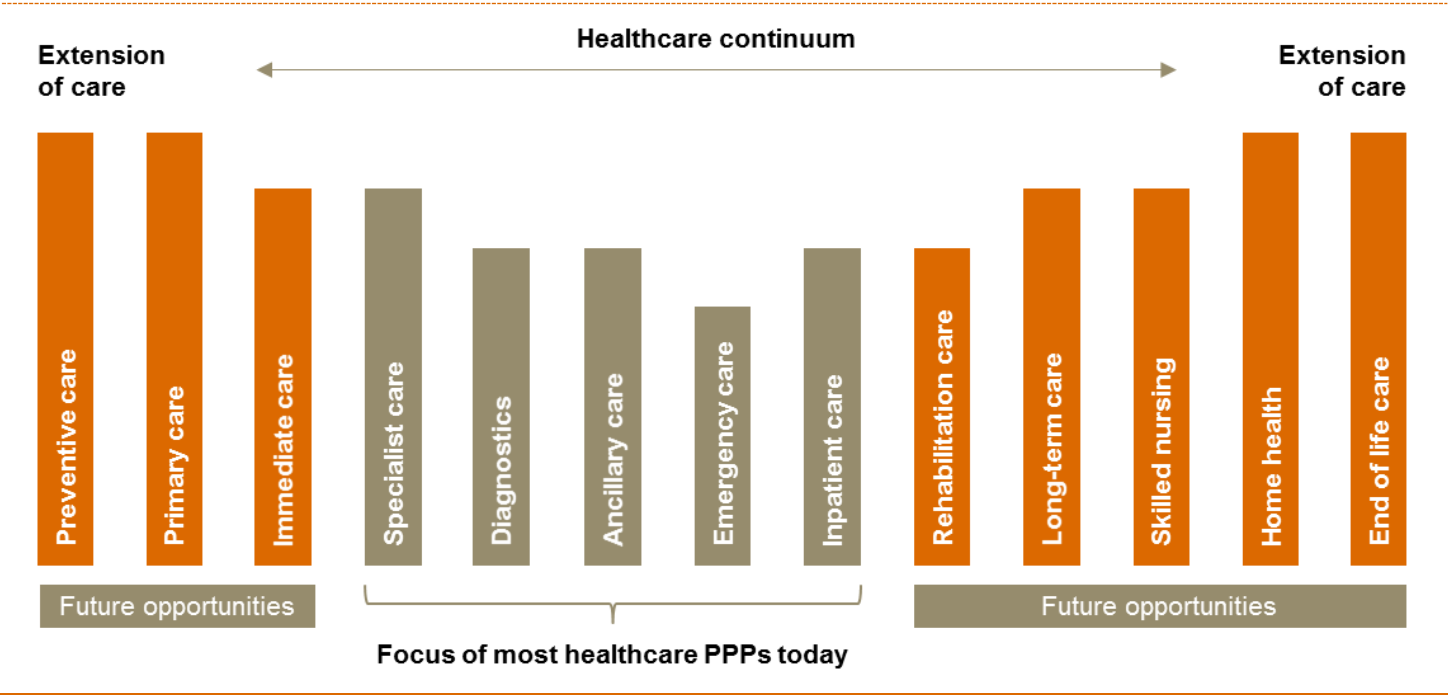 Healthcare continuum
Extension
of care
Extension
of care
Preventive care
Primary care
Immediate care
Specialist care
Diagnostics
Ancillary care
Emergency care
Inpatient care
Rehabilitation care
Long-term care
Skilled nursing
Home health
End of life care
Future opportunities
Future opportunities
Focus of most healthcare PPPs today